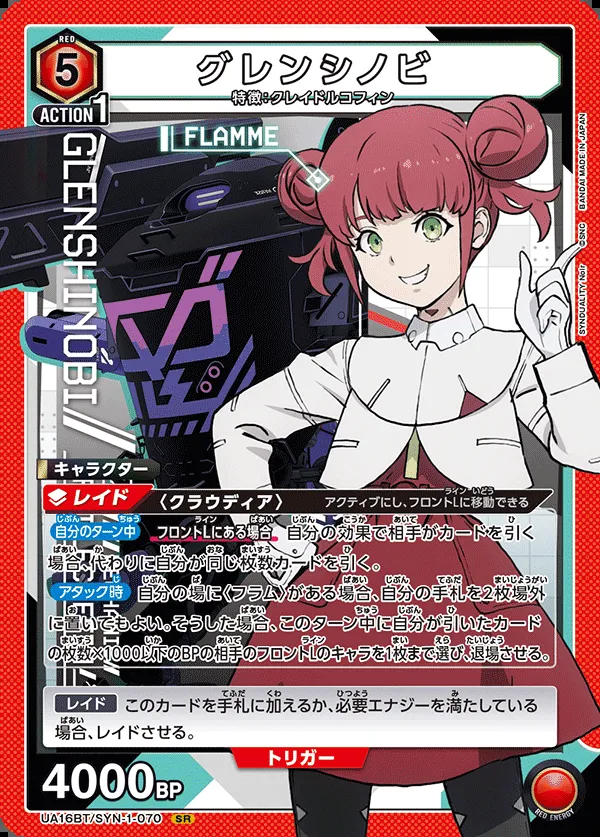 RED
5
グレンシノビ
特徴:クレイドルコフィン
ACTION 1
FLAMME
GLENSHINOBI
BANDAI MADE IN JAPAN
©SNC
SYNDUALITY Noir
キャラクター
レイド 〈クラウディア〉 アクティブにし、フロントLに移動できる
自分のターン中 フロントLにある場合 自分の効果で相手がカードを引く
場合、代わりに自分が同じ枚数カードを引く。
アタック時 自分の場に〈フラム〉がある場合、自分の手札を2枚場外
に置いてもよい。そうした場合、このターン中に自分が引いたカード
の枚数×1000以下のBPの相手のフロントLのキャラを1枚まで選び、退場させる。
レイド このカードを手札に加えるか、必要エナジーを満たしている
場合、レイドさせる。
トリガー
4000BP
UA16BT/SYN-1-070 SR
RED ENERGY